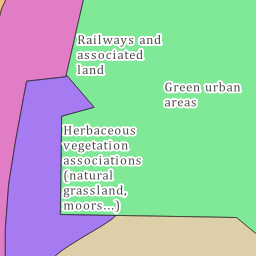 Railways and
associated
land
Green urban
areas
Herbaceous
vegetation
associations
(natural
grassland,
moors...)